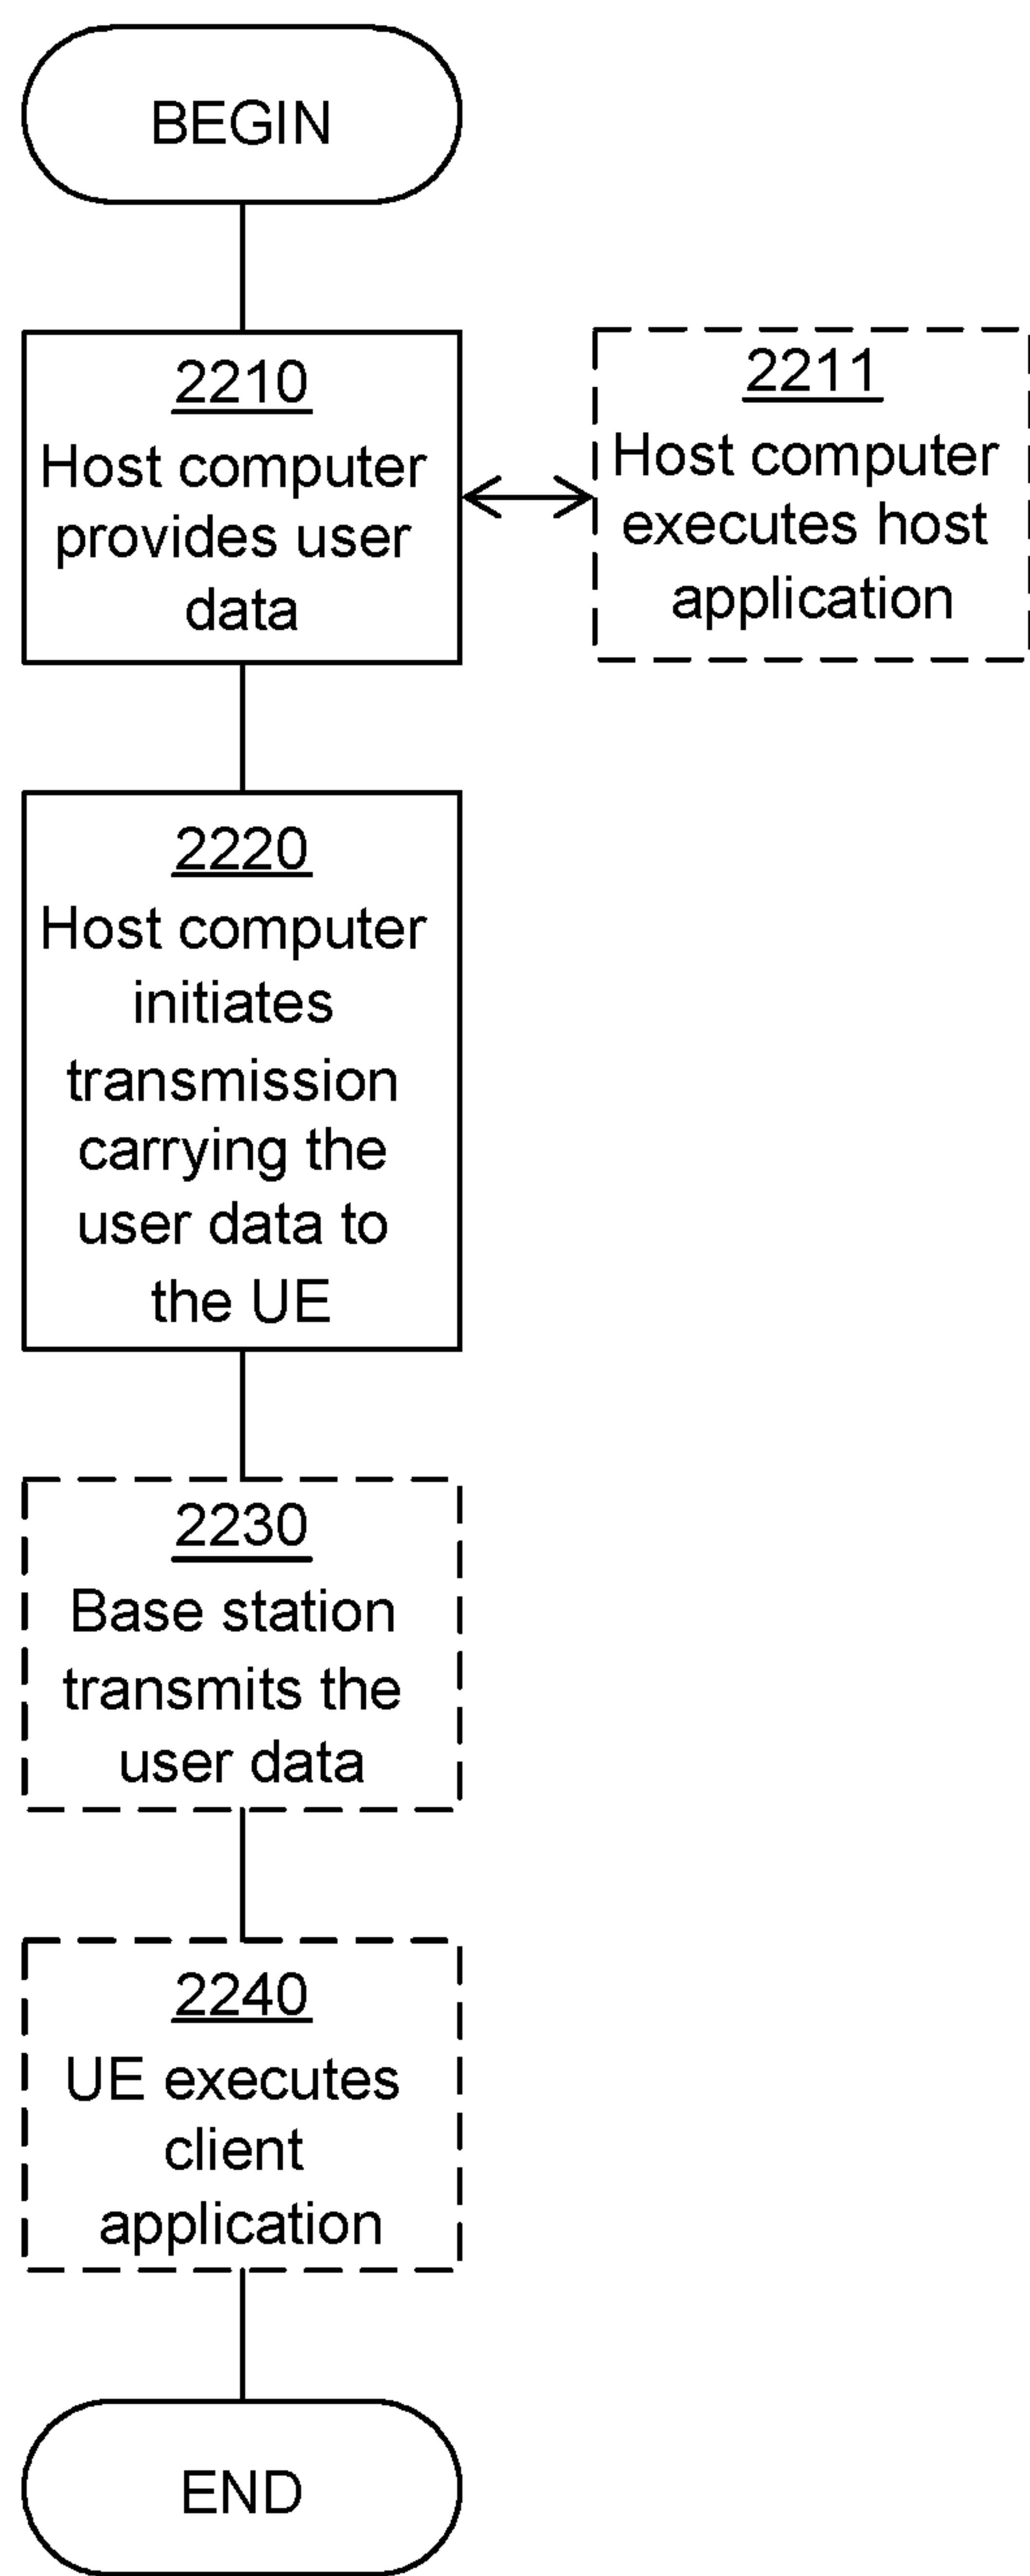 BEGIN
2210
Host computer
provides user
data
2211
Host computer
executes host
application
2220
Host computer
initiates
transmission
carrying the
user data to
the UE
2230
Base station
transmits the
user data
2240
UE executes
client
application
END